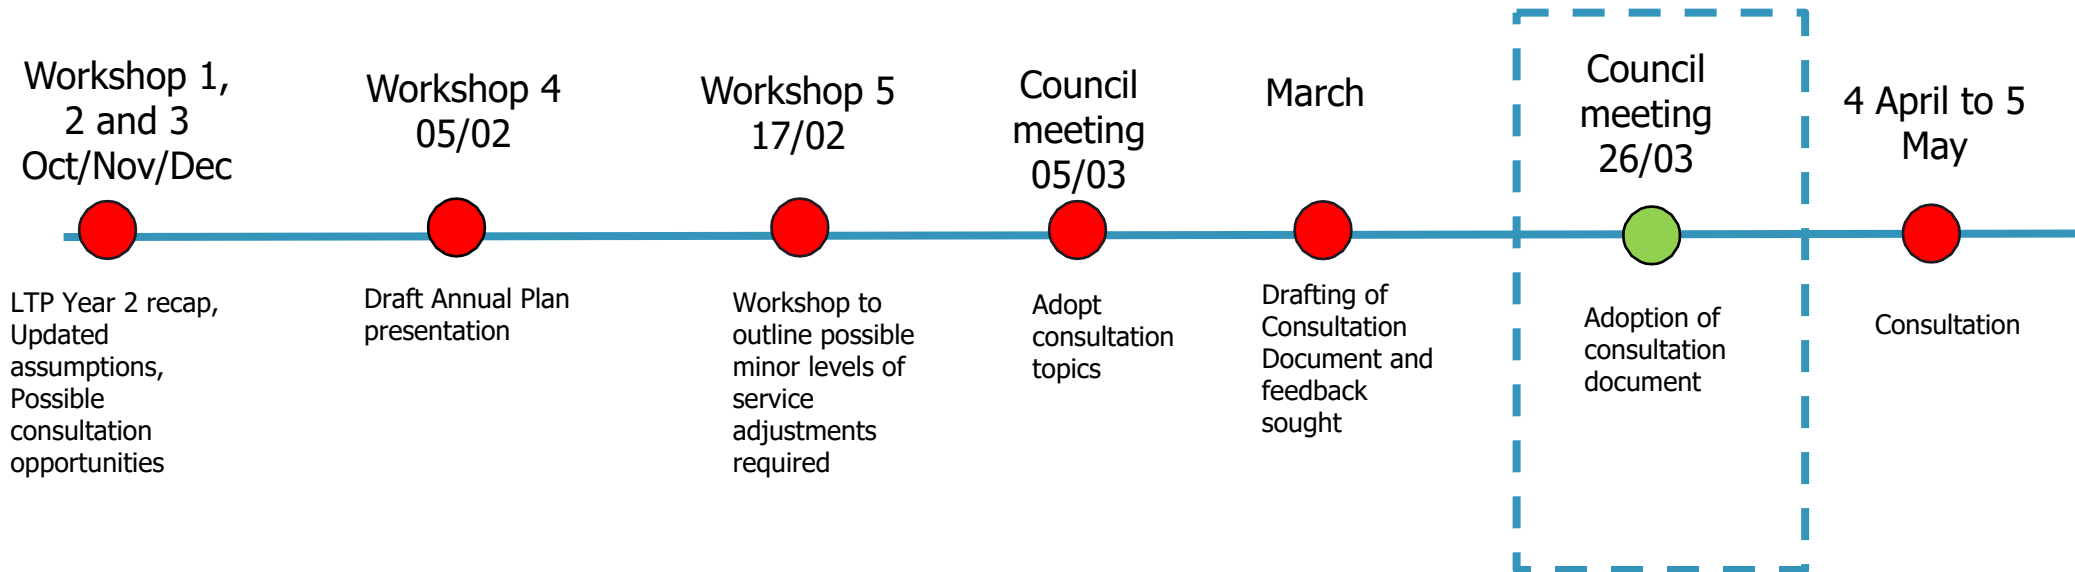 Workshop 1,
2 and 3
Oct/Nov/Dec
LTP Year 2 recap,
Updated
assumptions,
Possible
consultation
opportunities
Workshop 4
05/02
Draft Annual Plan
presentation
Workshop 5
17/02
Workshop to
outline possible
minor levels of
service
adjustments
required
Council
meeting
05/03
Adopt
consultation
topics
March
Drafting of
Consultation
Document and
feedback
sought
Council
meeting
26/03
Adoption of
consultation
document
4 April to 5
May
Consultation